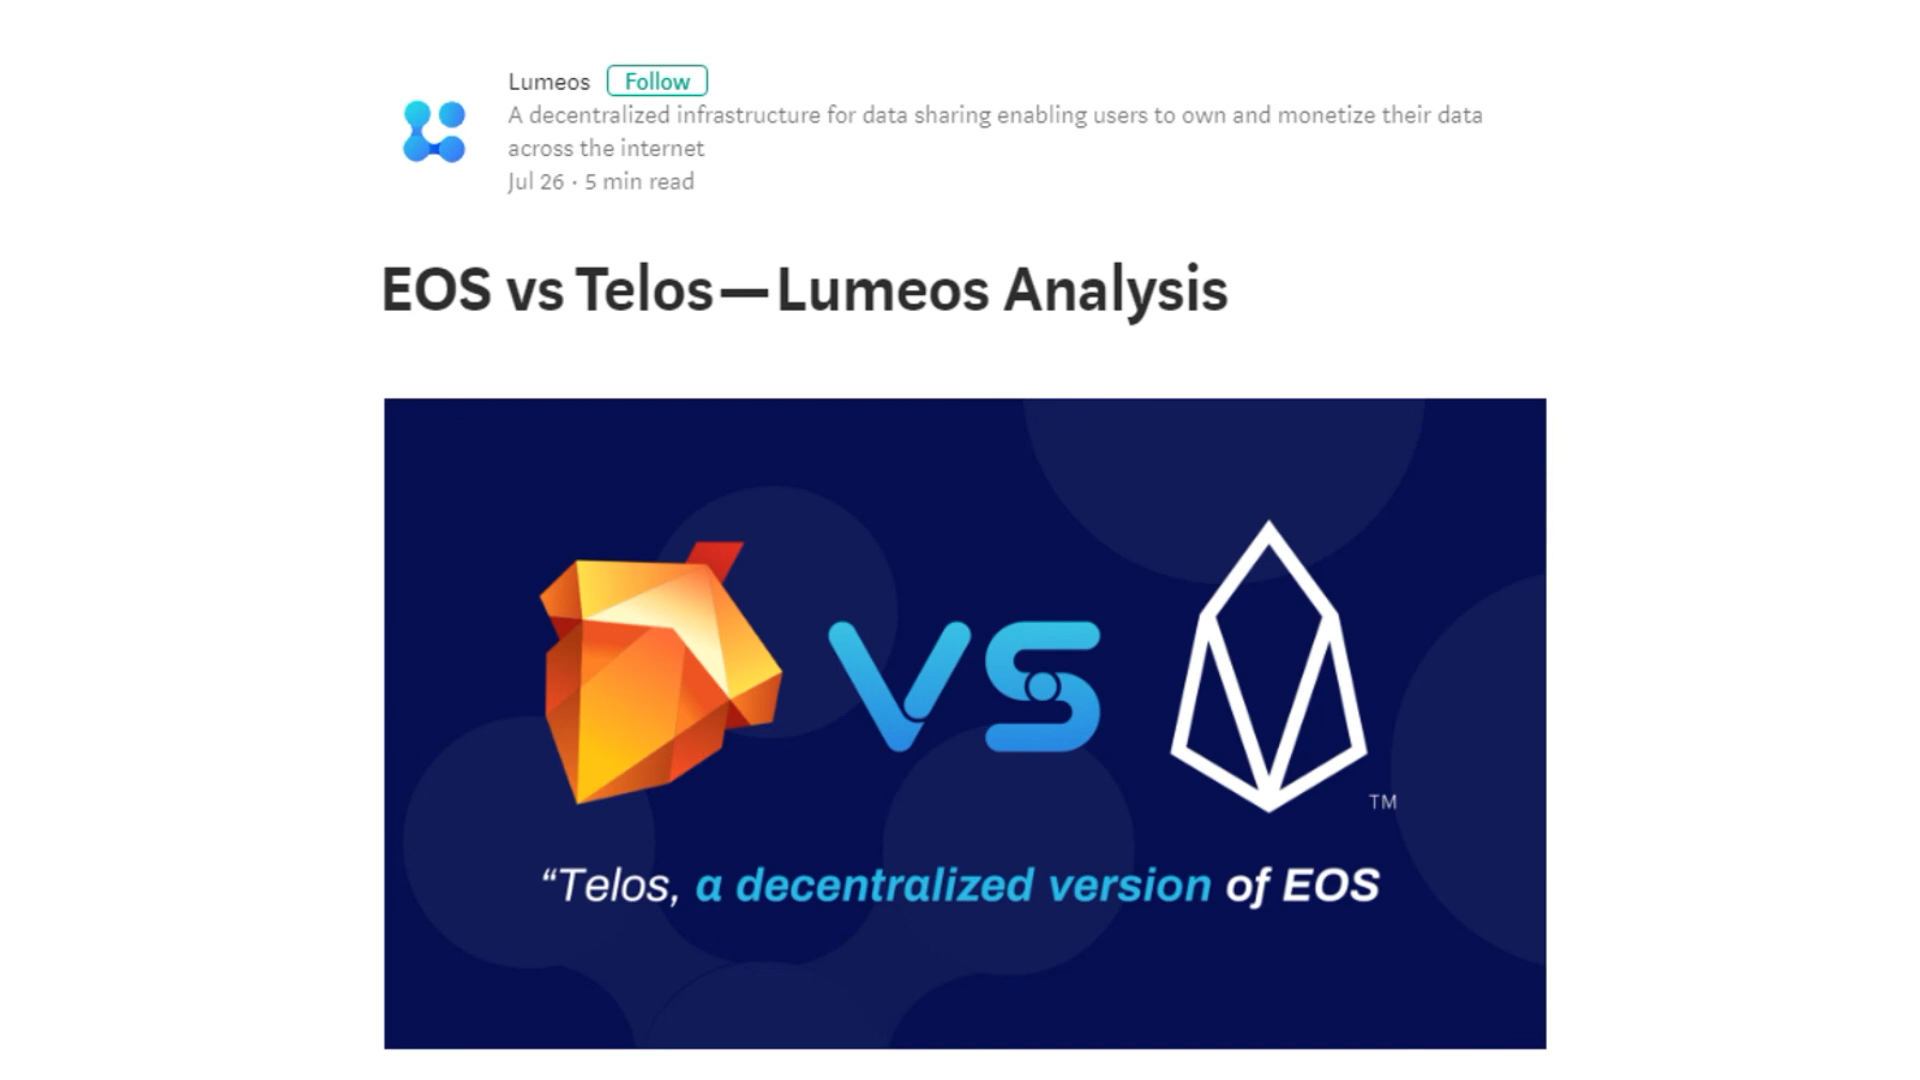 Lumeos Follow
A decentralized infrastructure for data sharing enabling users to own and monetize their data
across the internet
Jul 26 · 5 min read
EOS vs Telos — Lumeos Analysis
VS
TM
“Telos, a decentralized version of EOS